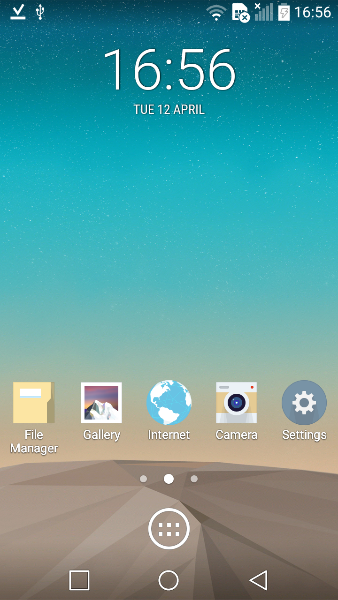 16:56
16:56
TUE 12 APRIL
File
Manager
Gallery
Internet
Camera
Settings